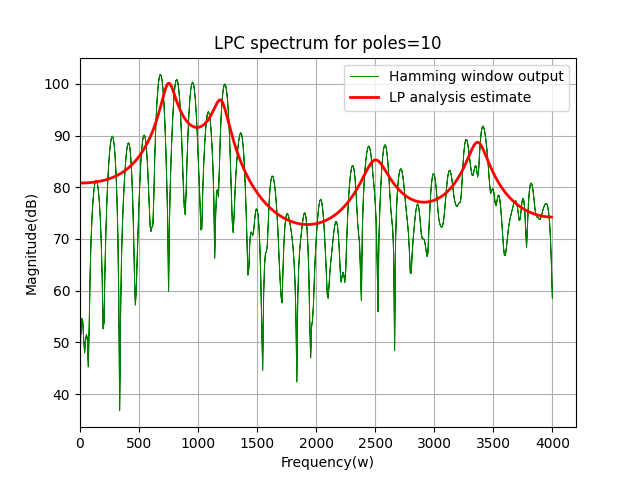 LPC spectrum for poles=10
Hamming window output
LP analysis estimate
Magnitude(dB)
100
90
80
70
60
50
40
0 500 1000 1500 2000 2500 3000 3500 4000
Frequency(w)